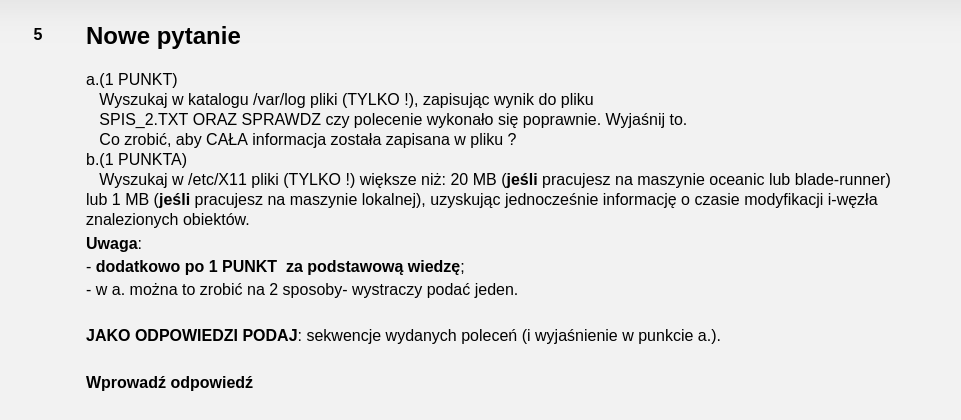 5 Nowe pytanie
a.(1 PUNKT)
Wyszukaj w katalogu /var/log pliki (TYLKO !), zapisując wynik do pliku
SPIS_2.TXT ORAZ SPRAWDZ czy polecenie wykonało się poprawnie. Wyjaśnij to.
Co zrobić, aby CAŁA informacja została zapisana w pliku ?
b.(1 PUNKTA)
Wyszukaj w /etc/X11 pliki (TYLKO !) większe niż: 20 MB (jeśli pracujesz na maszynie oceanic lub blade-runner)
lub 1 MB (jeśli pracujesz na maszynie lokalnej), uzyskując jednocześnie informację o czasie modyfikacji i-węzła
znalezionych obiektów.
Uwaga:
- dodatkowo po 1 PUNKT  za podstawową wiedzę;
- w a. można to zrobić na 2 sposoby- wystraczy podać jeden.
JAKO ODPOWIEDZI PODAJ: sekwencje wydanych poleceń (i wyjaśnienie w punkcie a.).
Wprowadź odpowiedź